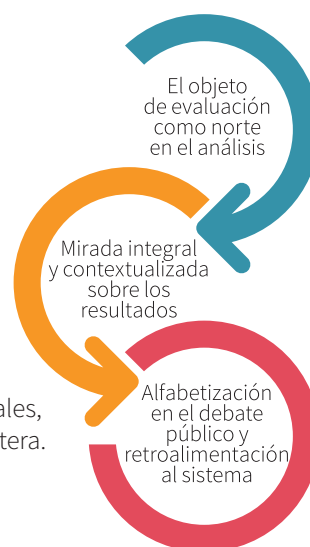 El objeto
de evaluación
como norte
en el análisis
Mirada integral
y contextualizada
sobre los
resultados
Alfabetización
en el debate
público y
retroalimentación
al sistema
ales,
tera.